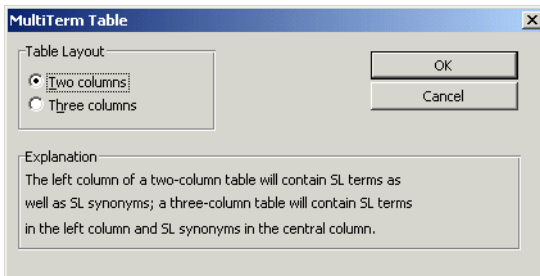 MultiTerm Table
Table Layout
Two columns
Three columns
OK
Cancel
Explanation
The left column of a two-column table will contain SL terms as
well as SL synonyms; a three-column table will contain SL terms
in the left column and SL synonyms in the central column.